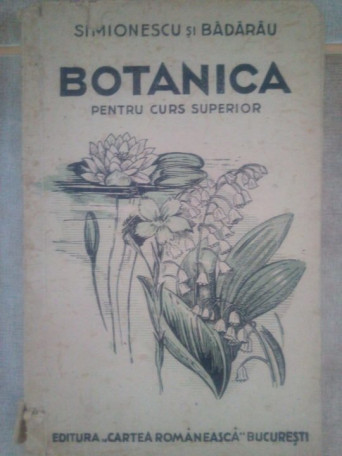 SIMIONESCU ȘI BĂDĂRĂU
BOTANICA
PENTRU CURS SUPERIOR
EDITURA „CARTEA ROMÂNEASCĂ" BUCUREȘTI